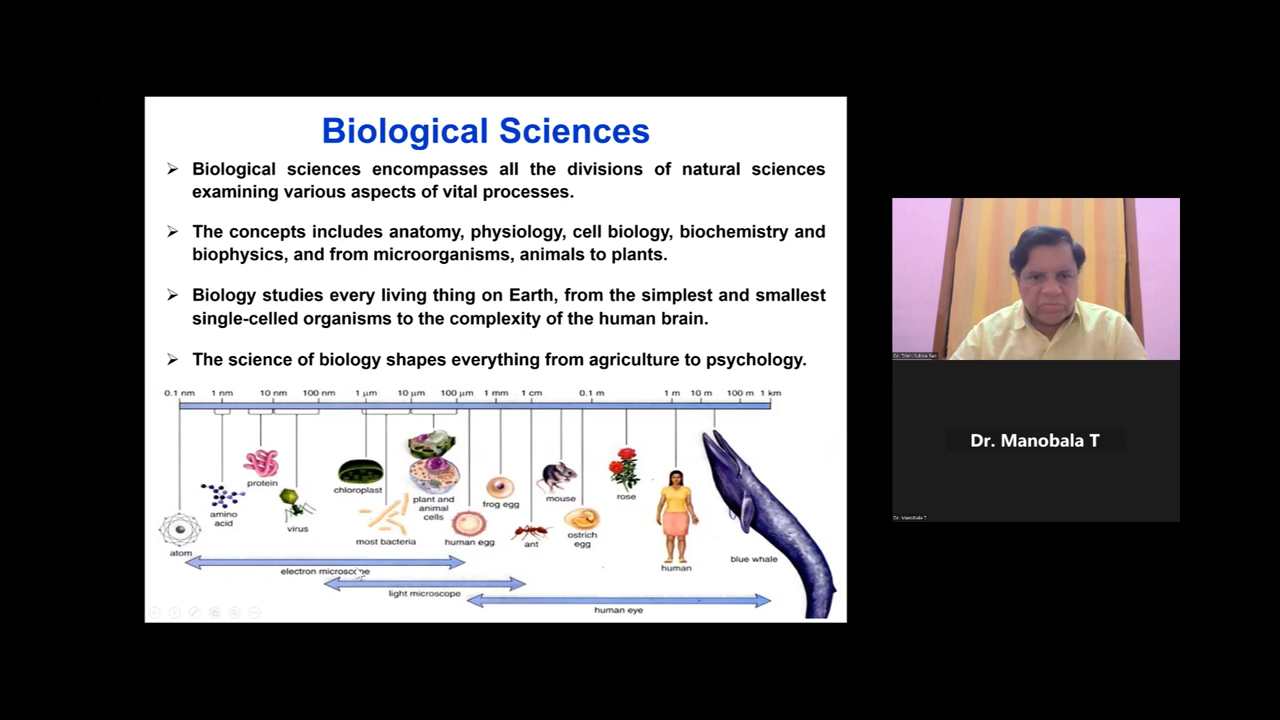 Biological Sciences
Biological sciences encompasses all the divisions of natural sciences
examining various aspects of vital processes.
The concepts includes anatomy, physiology, cell biology, biochemistry and
biophysics, and from microorganisms, animals to plants.
Biology studies every living thing on Earth, from the simplest and smallest
single-celled organisms to the complexity of the human brain.
The science of biology shapes everything from agriculture to psychology.
0.1 nm 1 nm 10 nm 100 nm 1 µm 10 µm 100 µm 1 mm 1 cm 0.1 m 1 m 10 m 100 m 1 km
atom
amino
acid
protein
virus
chloroplast
most bacteria
plant and
animal
cells
human egg
frog egg
ant
mouse
ostrich
egg
rose
human
blue whale
electron microscope
light microscope
human eye
Dr. Manobala T
Dr. Manobala T